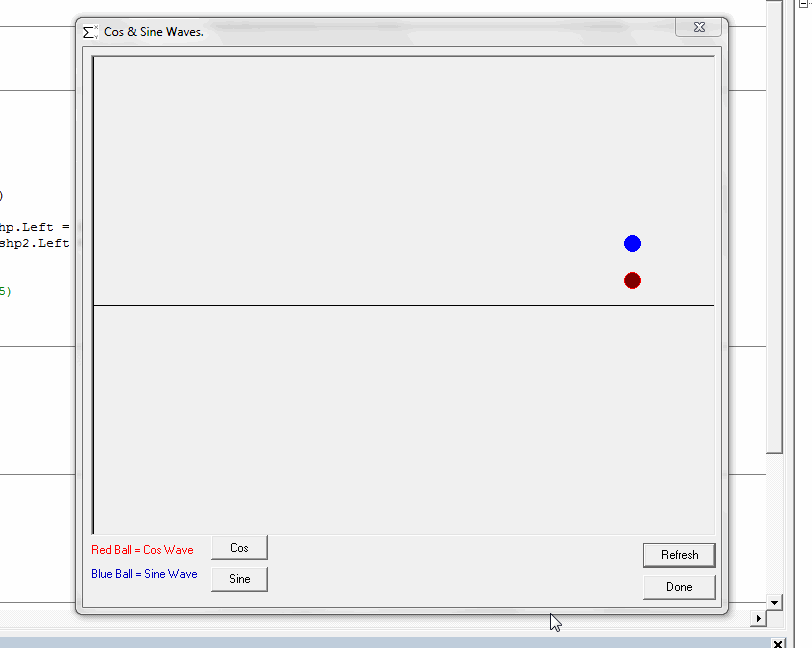 Cos & Sine Waves.
)
hp.Left =
shp2.Left
5)
Red Ball = Cos Wave
Cos
Blue Ball = Sine Wave
Sine
Refresh
Done